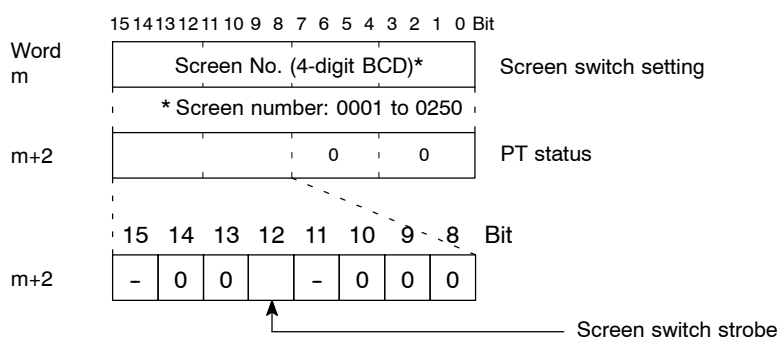 15 14 13 12 11 10 9 8 7 6 5 4 3 2 1 0 Bit
Word
m
Screen No. (4-digit BCD)*
Screen switch setting
* Screen number: 0001 to 0250
m+2
0 0
PT status
15 14 13 12 11 10 9 8 Bit
m+2
- 0 0 - 0 0 0
Screen switch strobe